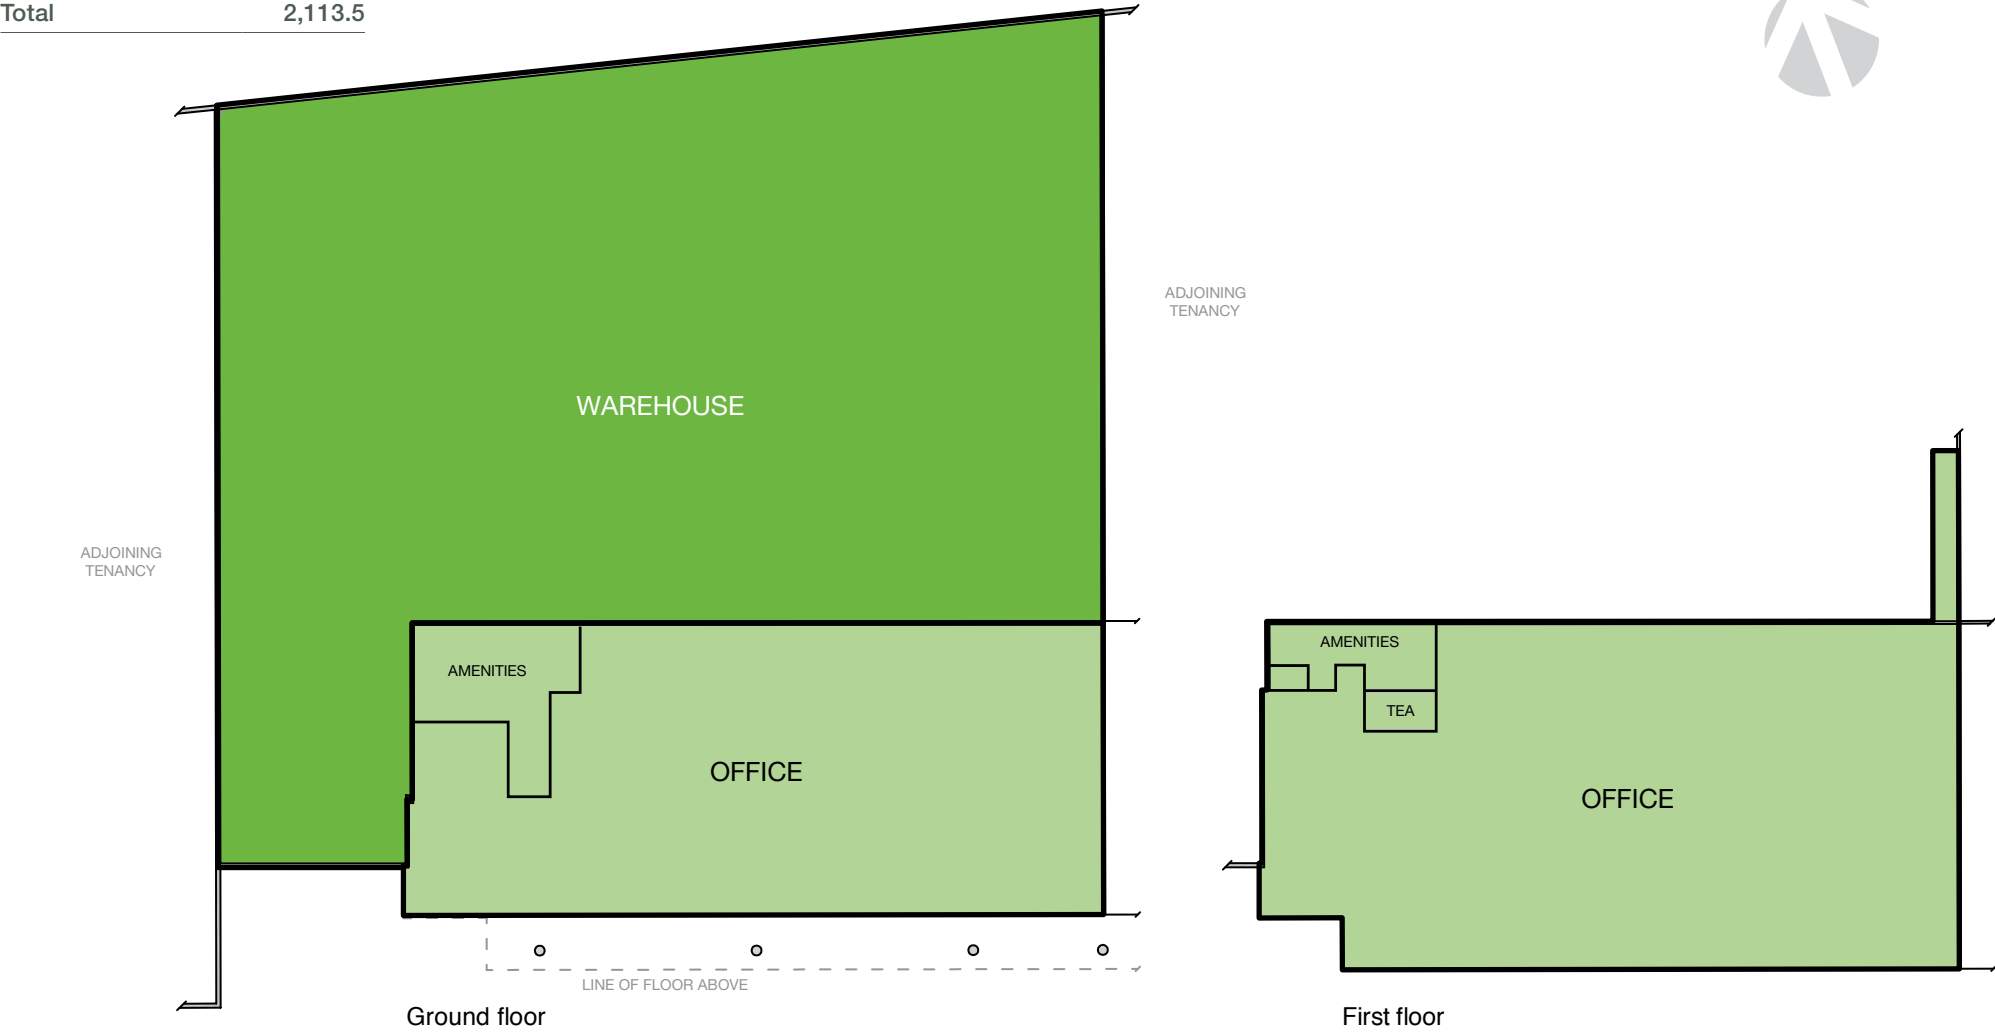 Total 2,113.5
ADJOINING
TENANCY
WAREHOUSE
ADJOINING
TENANCY
AMENITIES
OFFICE
AMENITIES
TEA
OFFICE
LINE OF FLOOR ABOVE
Ground floor
First floor